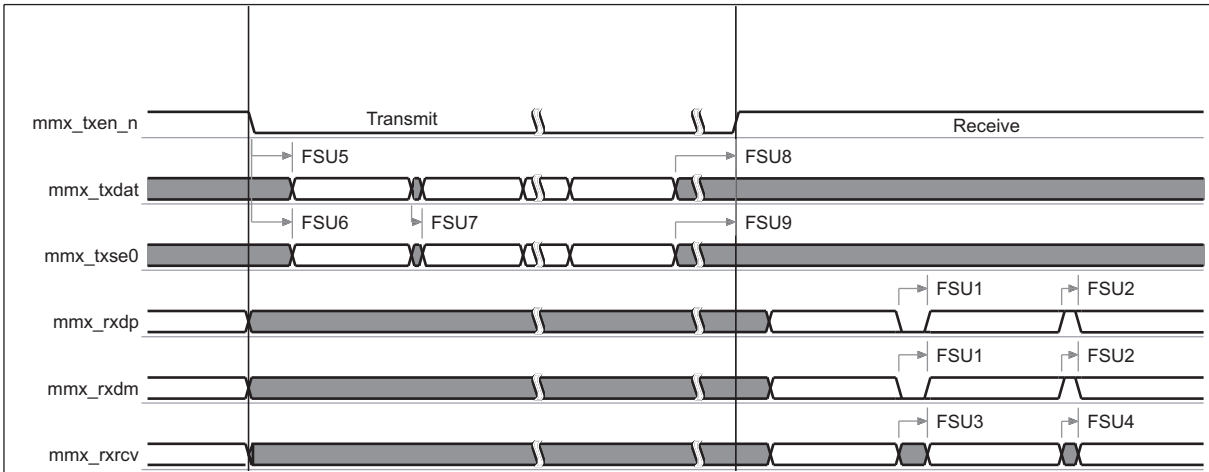 mmx_txen_n
Transmit
Receive
FSU5
FSU8
mmx_txdat
FSU6
FSU7
FSU9
mmx_txse0
FSU1
FSU2
mmx_rxdp
FSU1
FSU2
mmx_rxdm
FSU3
FSU4
mmx_rxrcv